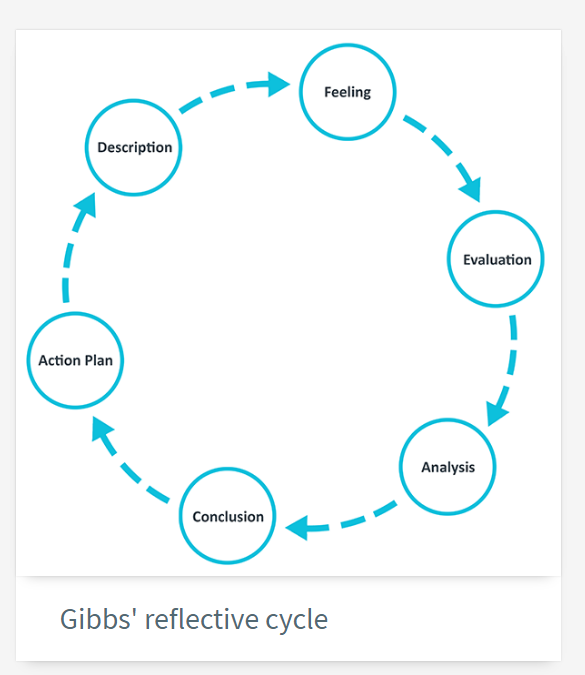 Feeling
Description
Evaluation
Action Plan
Analysis
Conclusion
Gibbs' reflective cycle